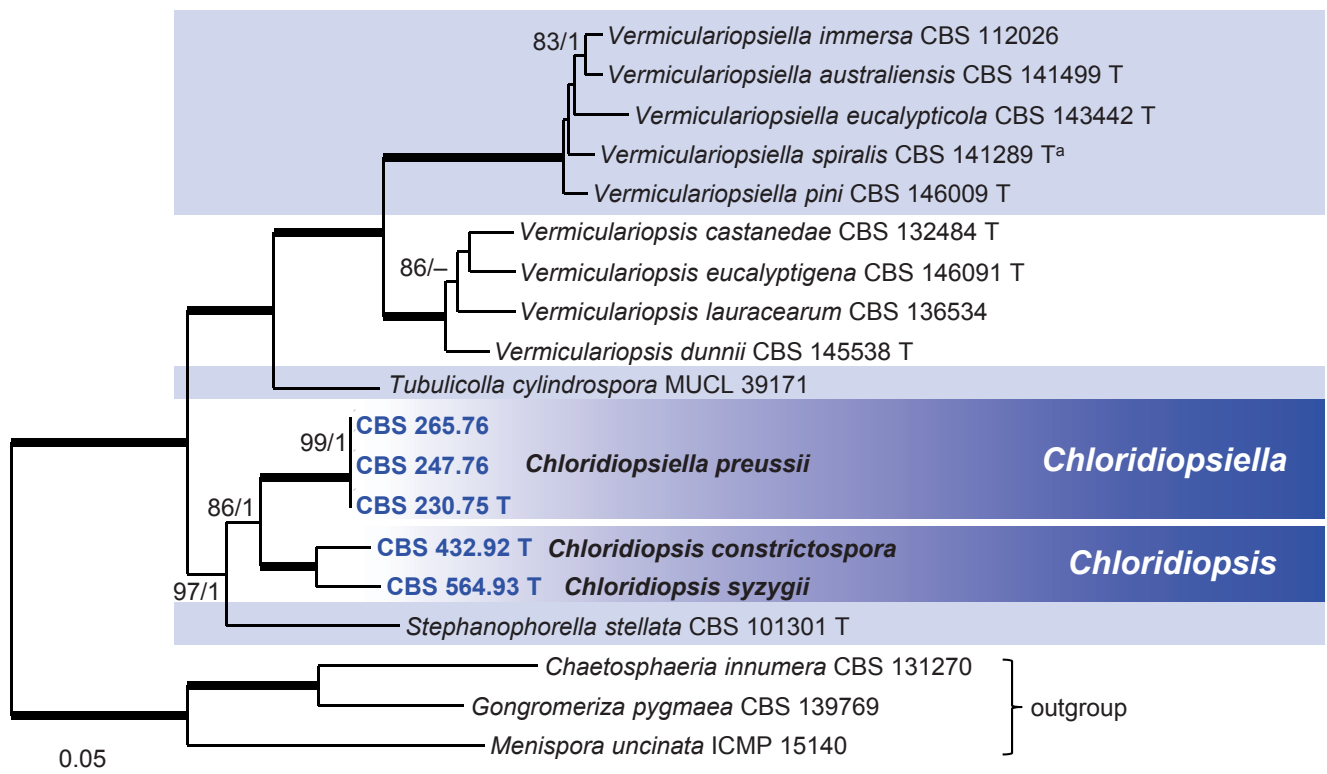 83/1
Vermiculariopsiella immersa CBS 112026
Vermiculariopsiella australiensis CBS 141499 T
Vermiculariopsiella eucalypticola CBS 143442 T
Vermiculariopsiella spiralis CBS 141289 Tᵃ
Vermiculariopsiella pini CBS 146009 T
Vermiculariopsis castanedae CBS 132484 T
86/–
Vermiculariopsis eucalyptigena CBS 146091 T
Vermiculariopsis lauracearum CBS 136534
Vermiculariopsis dunnii CBS 145538 T
Tubulicolla cylindrospora MUCL 39171
CBS 265.76
99/1
CBS 247.76 Chloridiopsiella preussii
Chloridiopsiella
CBS 230.75 T
86/1
CBS 432.92 T Chloridiopsis constrictospora
Chloridiopsis
CBS 564.93 T Chloridiopsis syzygii
97/1
Stephanophorella stellata CBS 101301 T
Chaetosphaeria innumera CBS 131270
Gongromeriza pygmaea CBS 139769
outgroup
Menispora uncinata ICMP 15140
0.05